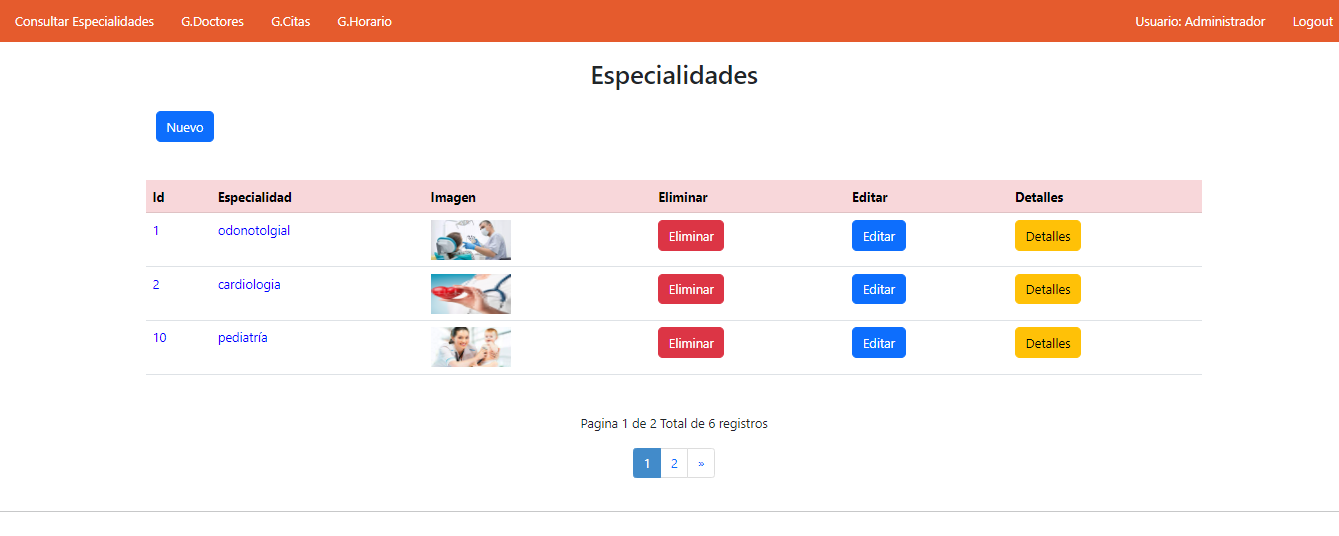 Consultar Especialidades G.Doctores G.Citas G.Horario Usuario: Administrador Logout
Especialidades
Nuevo
Id Especialidad Imagen Eliminar Editar Detalles
1 odonotolgial Eliminar Editar Detalles
2 cardiologia Eliminar Editar Detalles
10 pediatría Eliminar Editar Detalles
Pagina 1 de 2 Total de 6 registros
1 2 »